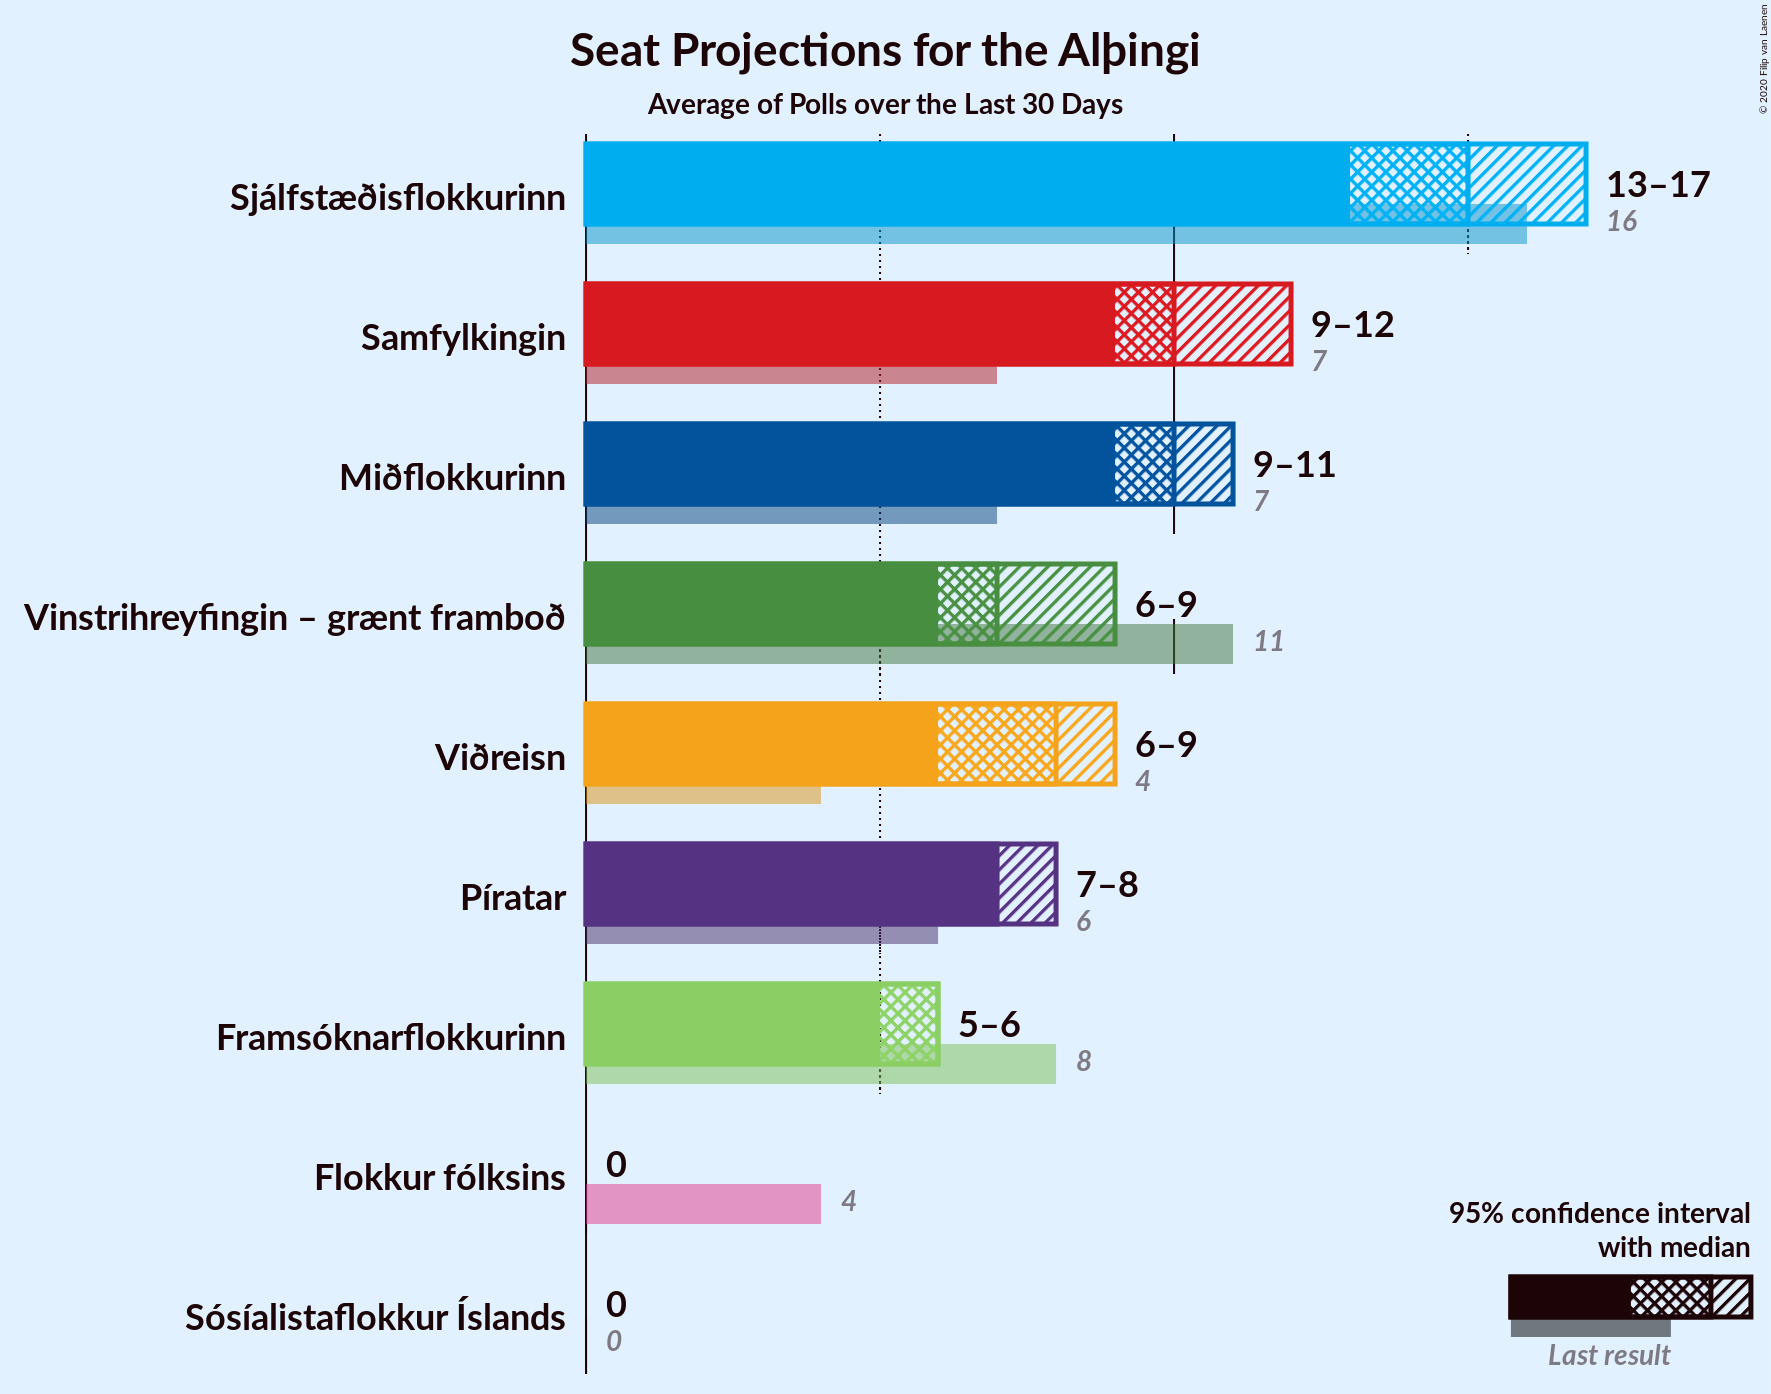 Seat Projections for the Alþingi
Average of Polls over the Last 30 Days
© 2020 Filip van Laenen
Sjálfstæðisflokkurinn
13–17
16
Samfylkingin
9–12
7
Miðflokkurinn
9–11
7
Vinstrihreyfingin – grænt framboð
6–9
11
Viðreisn
6–9
4
Píratar
7–8
6
Framsóknarflokkurinn
5–6
8
Flokkur fólksins
0
4
Sósíalistaflokkur Íslands
0
0
95% confidence interval
with median
Last result